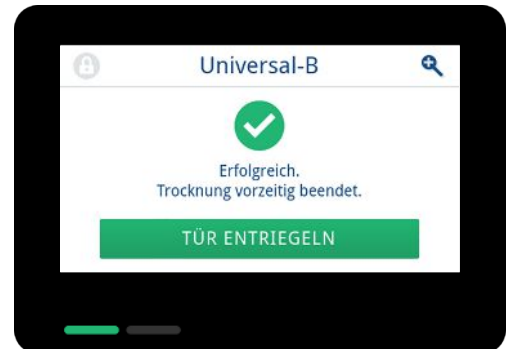 Universal-B
Erfolgreich.
Trocknung vorzeitig beendet.
TÜR ENTRIEGELN